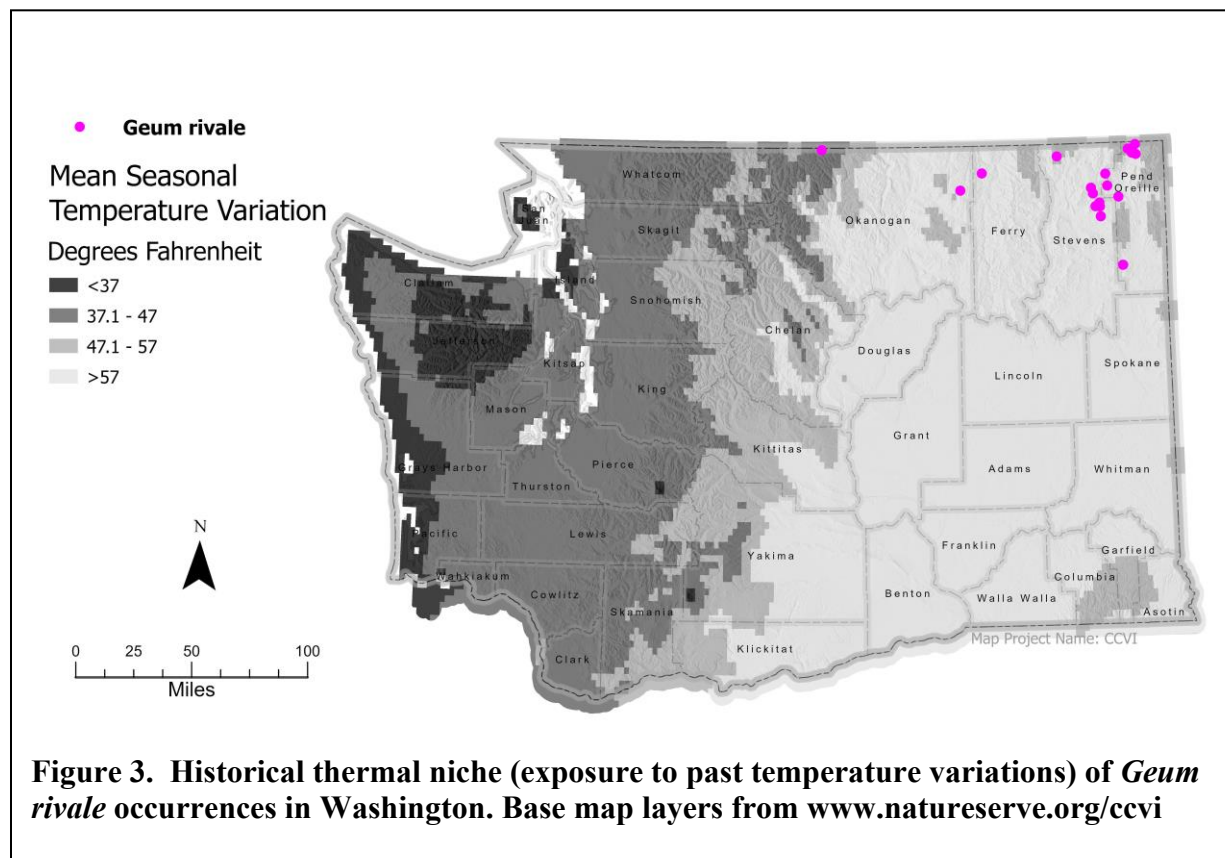 Geum rivale
Mean Seasonal
Temperature Variation
Degrees Fahrenheit
<37
37.1 - 47
47.1 - 57
>57
Whatcom
San
Juan
Skagit
Okanogan
Ferry
Stevens
Pend
Oreille
Clallam
Island
Snohomish
Jefferson
Chelan
Kitsap
Douglas
Lincoln
Spokane
King
Mason
Grant
Kittitas
Grays Harbor
Pierce
Adams
Whitman
Thurston
Pacific
Lewis
Yakima
Franklin
Garfield
Wahkiakum
Columbia
Cowlitz
Skamania
Benton
Walla Walla
Asotin
Clark
Klickitat
Map Project Name: CCVI
N
0 25 50 100
Miles
Figure 3. Historical thermal niche (exposure to past temperature variations) of Geum
rivale occurrences in Washington. Base map layers from www.natureserve.org/ccvi